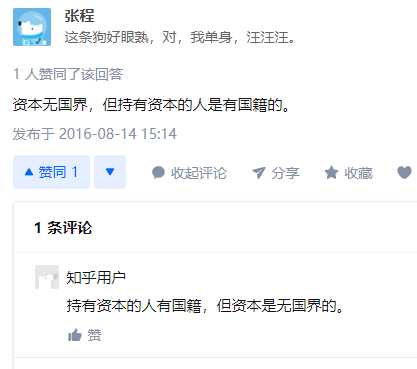 张程
这条狗好眼熟，对，我单身，汪汪汪。
1 人赞同了该回答
资本无国界，但持有资本的人是有国籍的。
发布于 2016-08-14 15:14
赞同 1
收起评论
分享
收藏
1 条评论
知乎用户
持有资本的人有国籍，但资本是无国界的。
赞